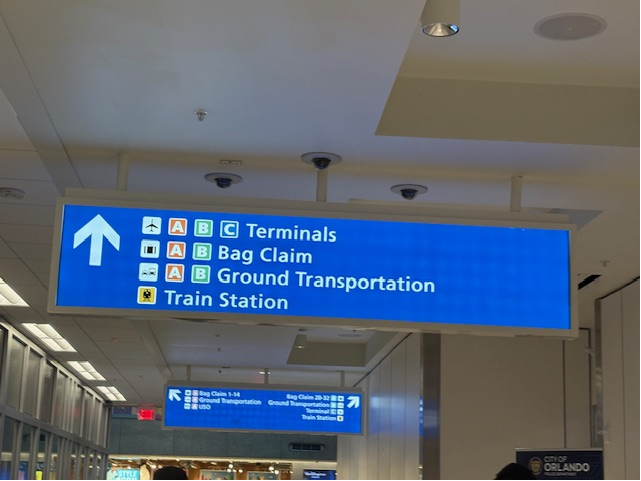 A B C Terminals
A B Bag Claim
A B Ground Transportation
Train Station
A Bag Claim 1-14
A Ground Transportation
A USO
Bag Claim 20-32 B
Ground Transportation B
Terminal C
Train Station
STYLE
CITY OF
ORLANDO